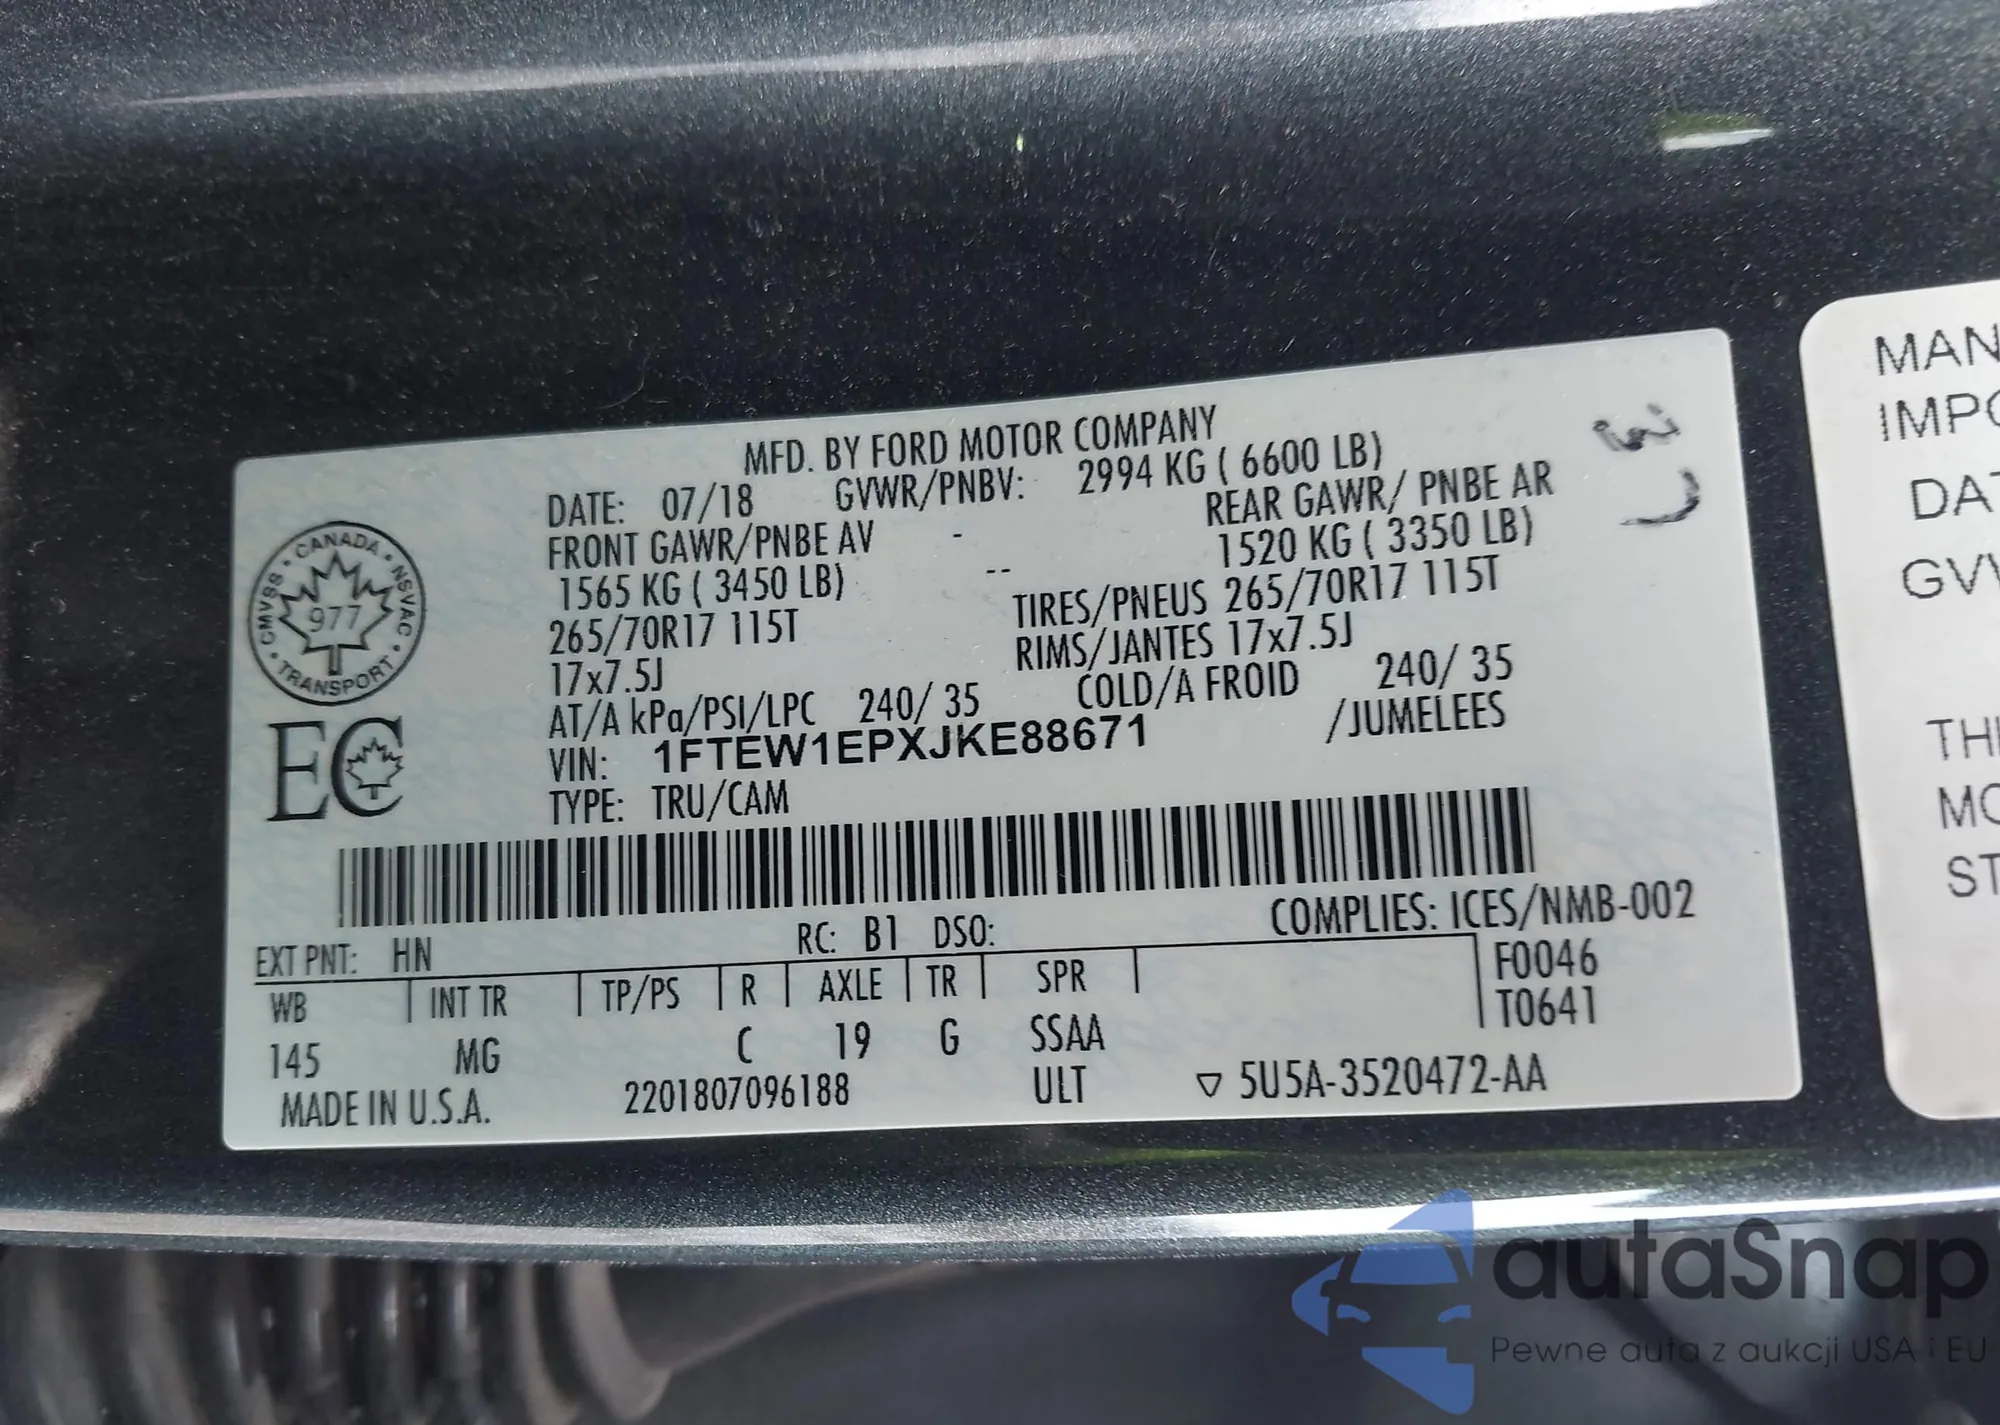 MFD. BY FORD MOTOR COMPANY
DATE: 07/18 GVWR/PNBV: 2994 KG ( 6600 LB)
FRONT GAWR/PNBE AV - REAR GAWR/ PNBE AR
1565 KG ( 3450 LB) -- 1520 KG ( 3350 LB)
265/70R17 115T TIRES/PNEUS 265/70R17 115T
17x7.5J RIMS/JANTES 17x7.5J
AT/A kPa/PSI/LPC 240/ 35 COLD/A FROID 240/ 35
VIN: 1FTEW1EPXJKE88671 /JUMELEES
TYPE: TRU/CAM
CANADA
NSVAC
TRANSPORT
CMVSS
977
EC
COMPLIES: ICES/NMB-002
EXT PNT: HN RC: B1 DSO:
WB INT TR TP/PS R AXLE TR SPR F0046
T0641
145 MG C 19 G SSAA
MADE IN U.S.A. 2201807096188 ULT ▽ 5U5A-3520472-AA
MAN
IMPO
DAT
GVV
THI
MO
ST
autaSnap
Pewne auta z aukcji USA i EU